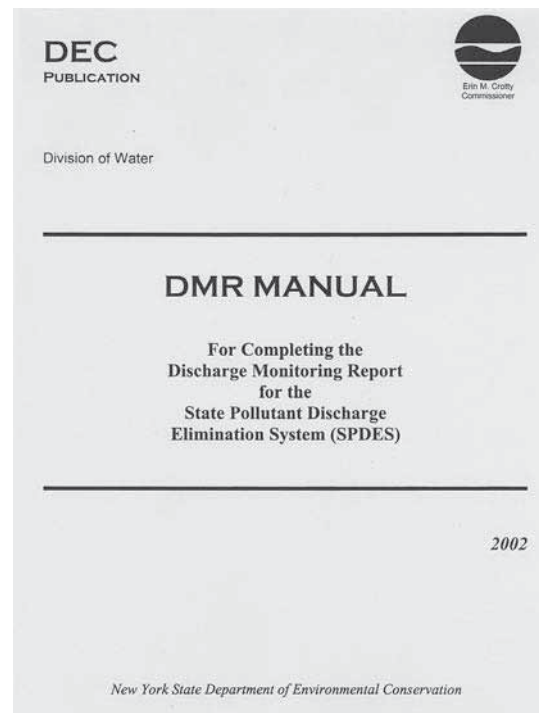 DEC
PUBLICATION
Erin M. Crotty
Commissioner
Division of Water
DMR MANUAL
For Completing the
Discharge Monitoring Report
for the
State Pollutant Discharge
Elimination System (SPDES)
2002
New York State Department of Environmental Conservation